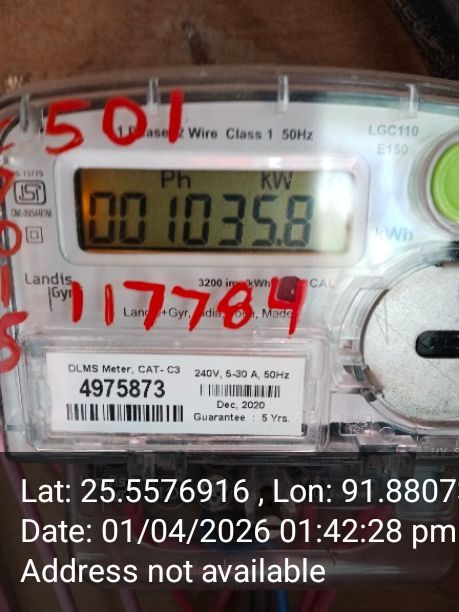 501
1 Phase 2 Wire Class 1 50Hz
LGC110
E150
IS 13779
Ph kW
001035.8
kWh
Landis
Gyr
3200 imp/kWh CAL
117784
DLMS Meter, CAT- C3
4975873
240V, 5-30 A, 50Hz
Dec, 2020
Guarantee : 5 Yrs.
Lat: 25.5576916 , Lon: 91.8807
Date: 01/04/2026 01:42:28 pm
Address not available